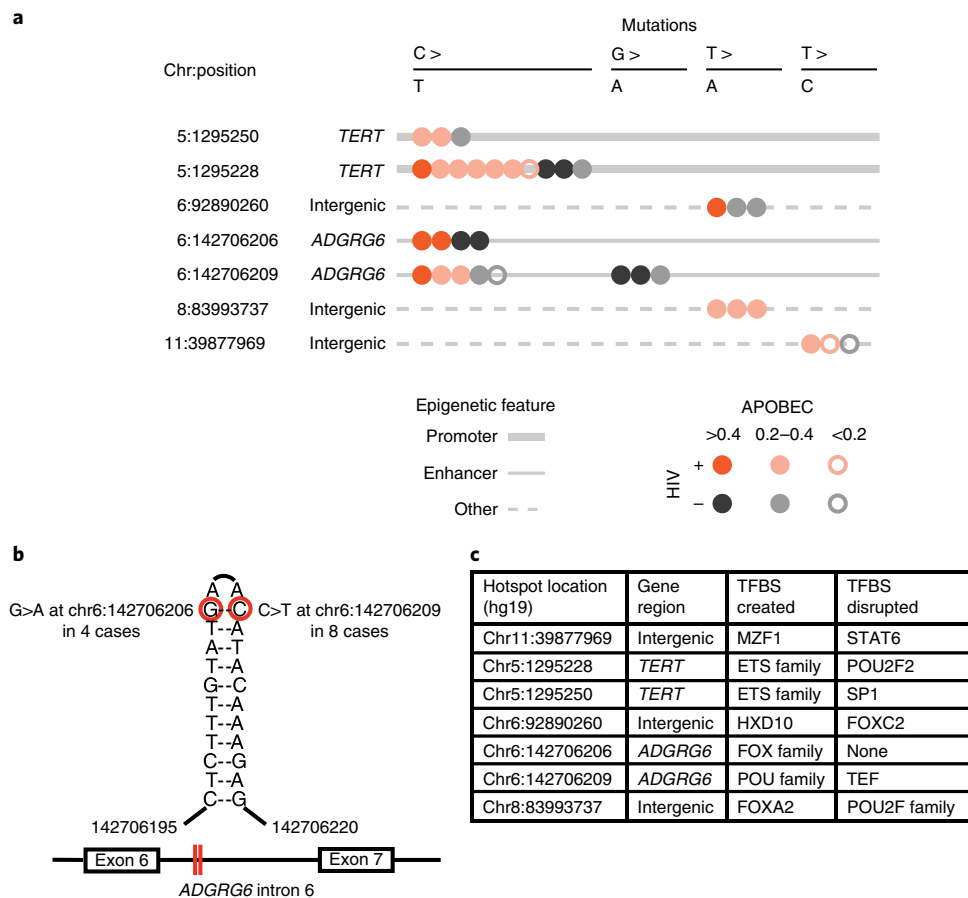 a
Mutations
C > G > T > T >
Chr:position
T A A C
5:1295250 TERT
5:1295228 TERT
6:92890260 Intergenic
6:142706206 ADGRG6
6:142706209 ADGRG6
8:83993737 Intergenic
11:39877969 Intergenic
Epigenetic feature
Promoter
Enhancer
Other
APOBEC
>0.4 0.2–0.4 <0.2
HIV
+
–
b
A A
G>A at chr6:142706206 G--C C>T at chr6:142706209
in 4 cases T--A in 8 cases
A--T
T--A
G--C
T--A
T--A
T--A
C--G
T--A
C--G
142706195 142706220
Exon 6 Exon 7
ADGRG6 intron 6
c
Hotspot location (hg19) Gene region TFBS created TFBS disrupted
Chr11:39877969 Intergenic MZF1 STAT6
Chr5:1295228 TERT ETS family POU2F2
Chr5:1295250 TERT ETS family SP1
Chr6:92890260 Intergenic HXD10 FOXC2
Chr6:142706206 ADGRG6 FOX family None
Chr6:142706209 ADGRG6 POU family TEF
Chr8:83993737 Intergenic FOXA2 POU2F family